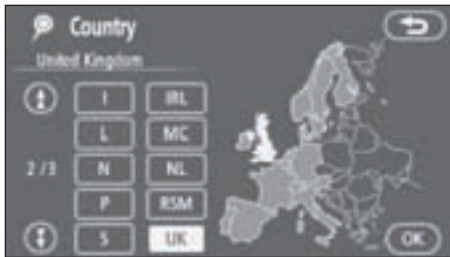 Country
United Kingdom
I IRL
L MC
2/3 N NL
P RSM
S UK
OK